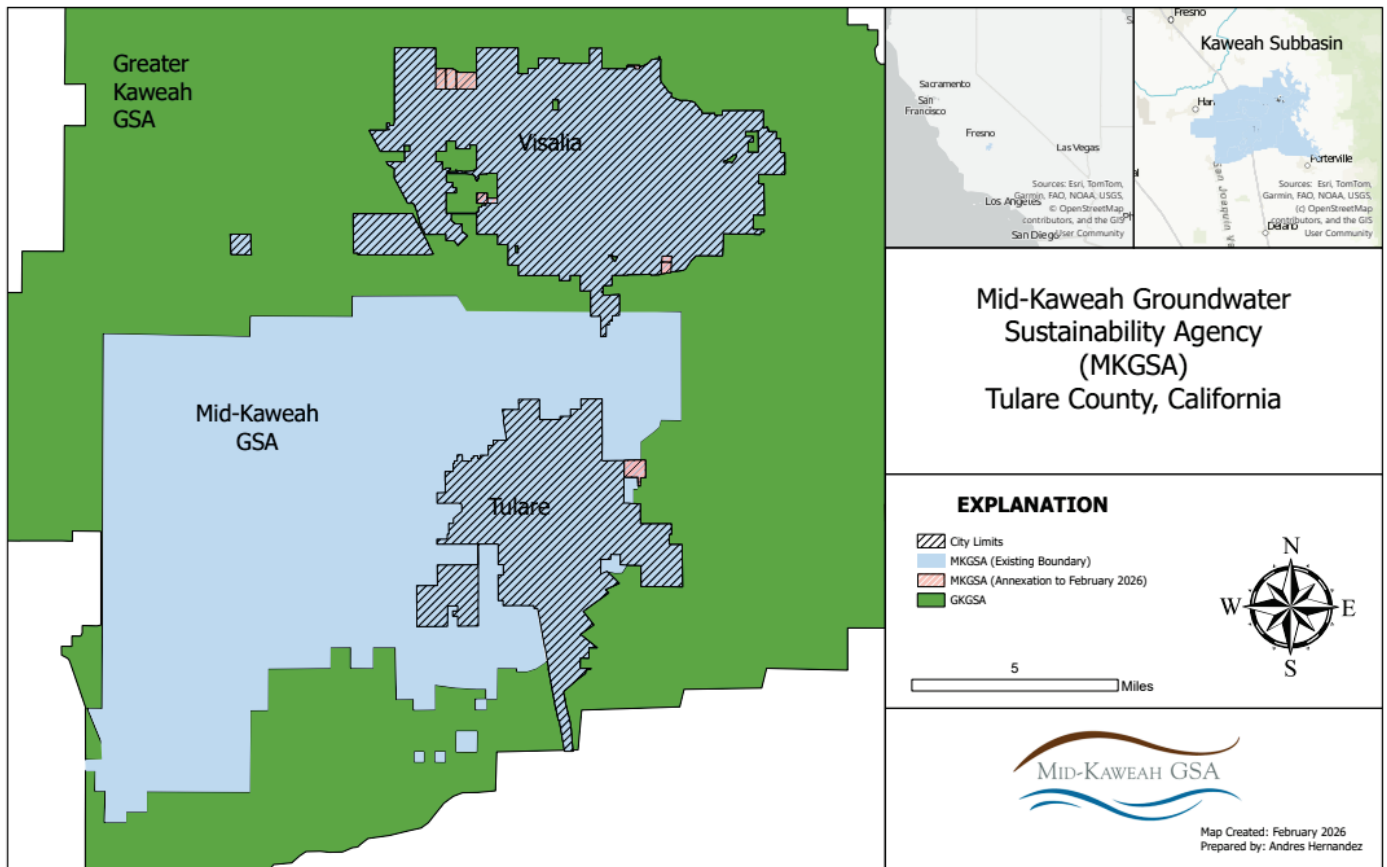 Greater
Kaweah
GSA
Visalia
Mid-Kaweah
GSA
Tulare
Sacramento
San
Francisco
Fresno
Las Vegas
Los Angeles
San Diego
Sources: Esri, TomTom,
Garmin, FAO, NOAA, USGS,
© OpenStreetMap
contributors, and the GIS
User Community
Fresno
Kaweah Subbasin
Han
Porterville
San Joaquin Va
Delano
Sources: Esri, TomTom,
Garmin, FAO, NOAA, USGS,
(c) OpenStreetMap
contributors, and the GIS
User Community
Mid-Kaweah Groundwater
Sustainability Agency
(MKGSA)
Tulare County, California
EXPLANATION
City Limits
MKGSA (Existing Boundary)
MKGSA (Annexation to February 2026)
GKGSA
N
W
E
S
5
Miles
MID-KAWEAH GSA
Map Created: February 2026
Prepared by: Andres Hernandez